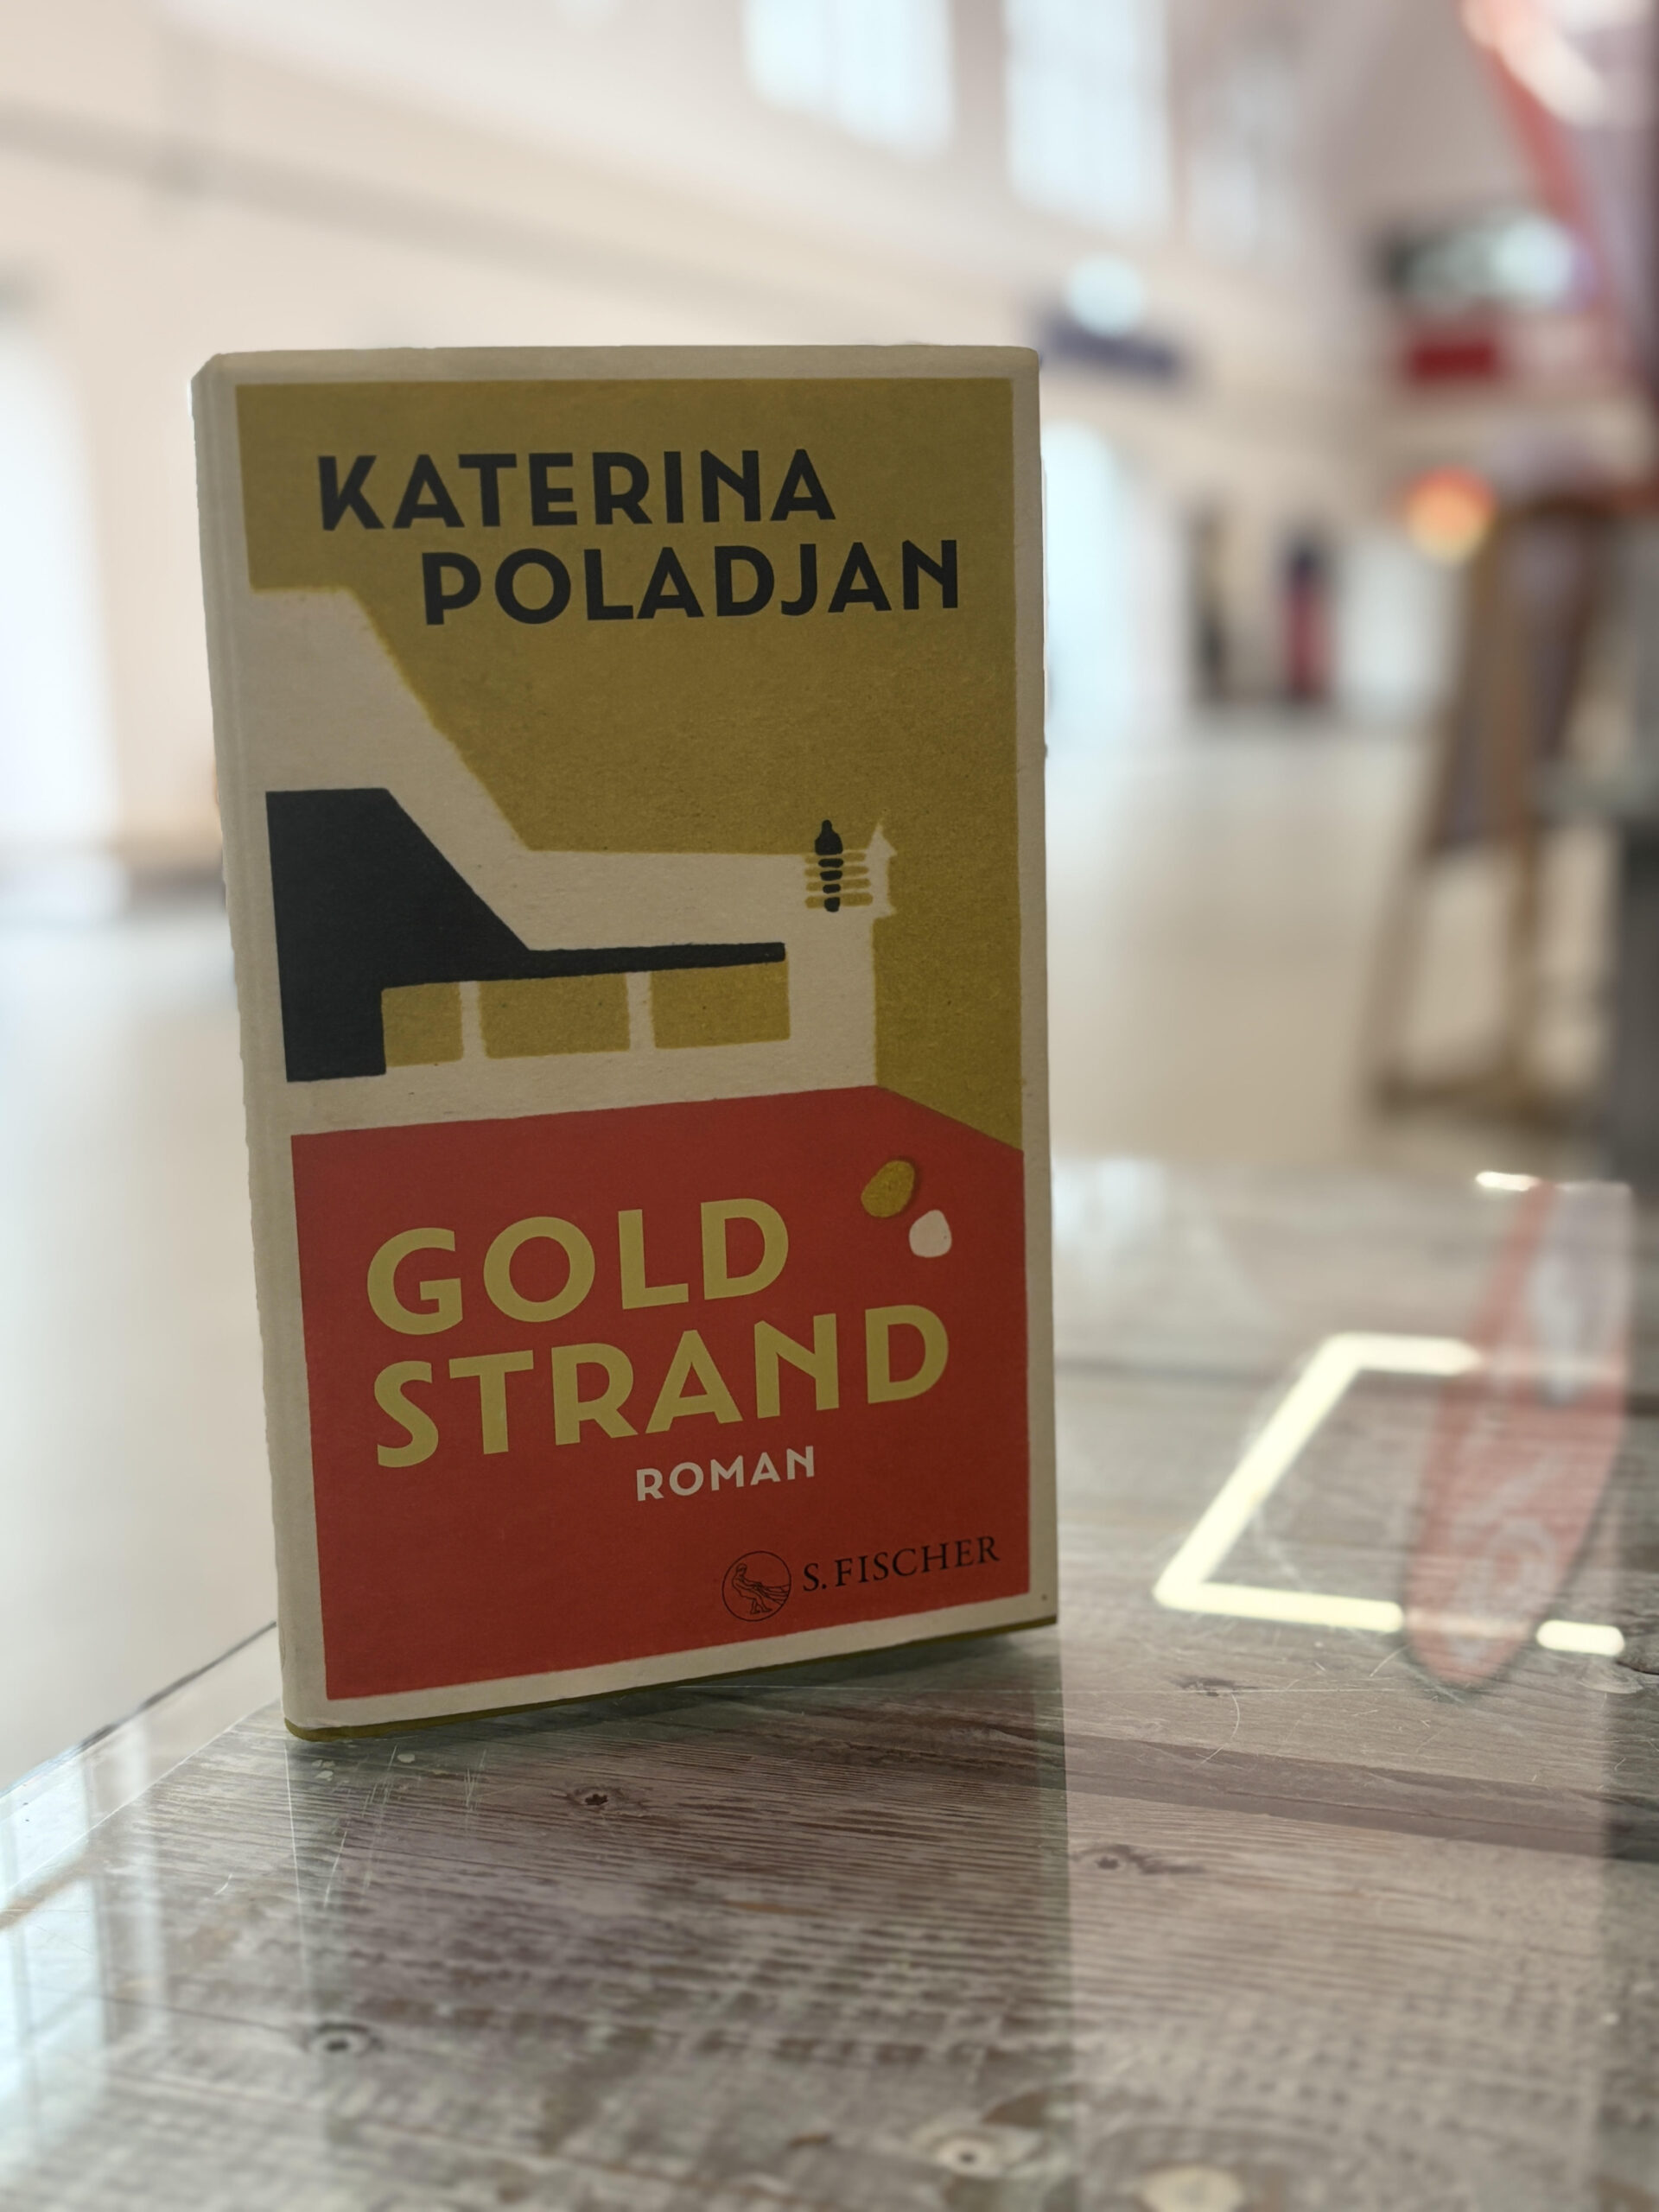 KATERINA
POLADJAN
GOLD
STRAND
ROMAN
S. FISCHER